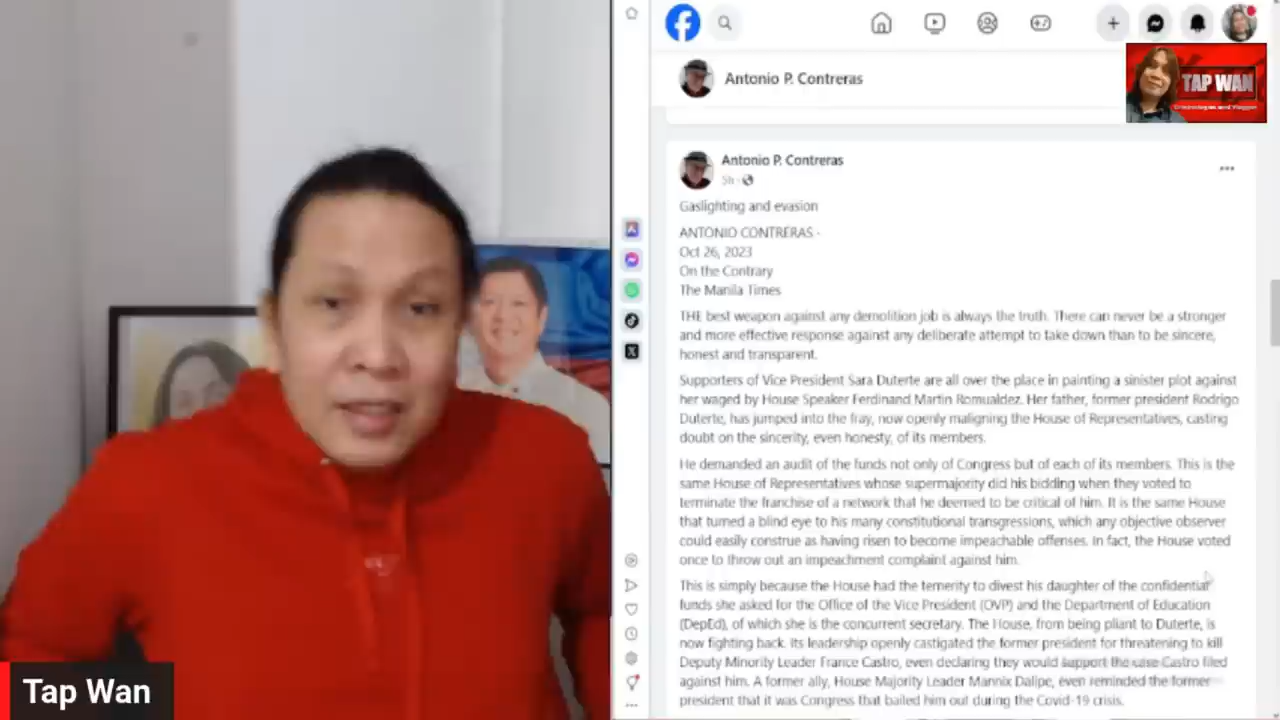 Antonio P. Contreras
TAP WAN
Antonio P. Contreras
5h ·
Gaslighting and evasion
ANTONIO CONTRERAS ·
Oct 26, 2023
On the Contrary
The Manila Times
THE best weapon against any demolition job is always the truth. There can never be a stronger
and more effective response against any deliberate attempt to take down than to be sincere,
honest and transparent.
Supporters of Vice President Sara Duterte are all over the place in painting a sinister plot against
her waged by House Speaker Ferdinand Martin Romualdez. Her father, former president Rodrigo
Duterte, has jumped into the fray, now openly maligning the House of Representatives, casting
doubt on the sincerity, even honesty, of its members.
He demanded an audit of the funds not only of Congress but of each of its members. This is the
same House of Representatives whose supermajority did his bidding when they voted to
terminate the franchise of a network that he deemed to be critical of him. It is the same House
that turned a blind eye to his many constitutional transgressions, which any objective observer
could easily construe as having risen to become impeachable offenses. In fact, the House voted
once to throw out an impeachment complaint against him.
This is simply because the House had the temerity to divest his daughter of the confidential
funds she asked for the Office of the Vice President (OVP) and the Department of Education
(DepEd), of which she is the concurrent secretary. The House, from being pliant to Duterte, is
now fighting back. Its leadership openly castigated the former president for threatening to kill
Deputy Minority Leader France Castro, even declaring they would support the case Castro filed
against him. A former ally, House Majority Leader Mannix Dalipe, even reminded the former
president that it was Congress that bailed him out during the Covid-19 crisis.
Tap Wan